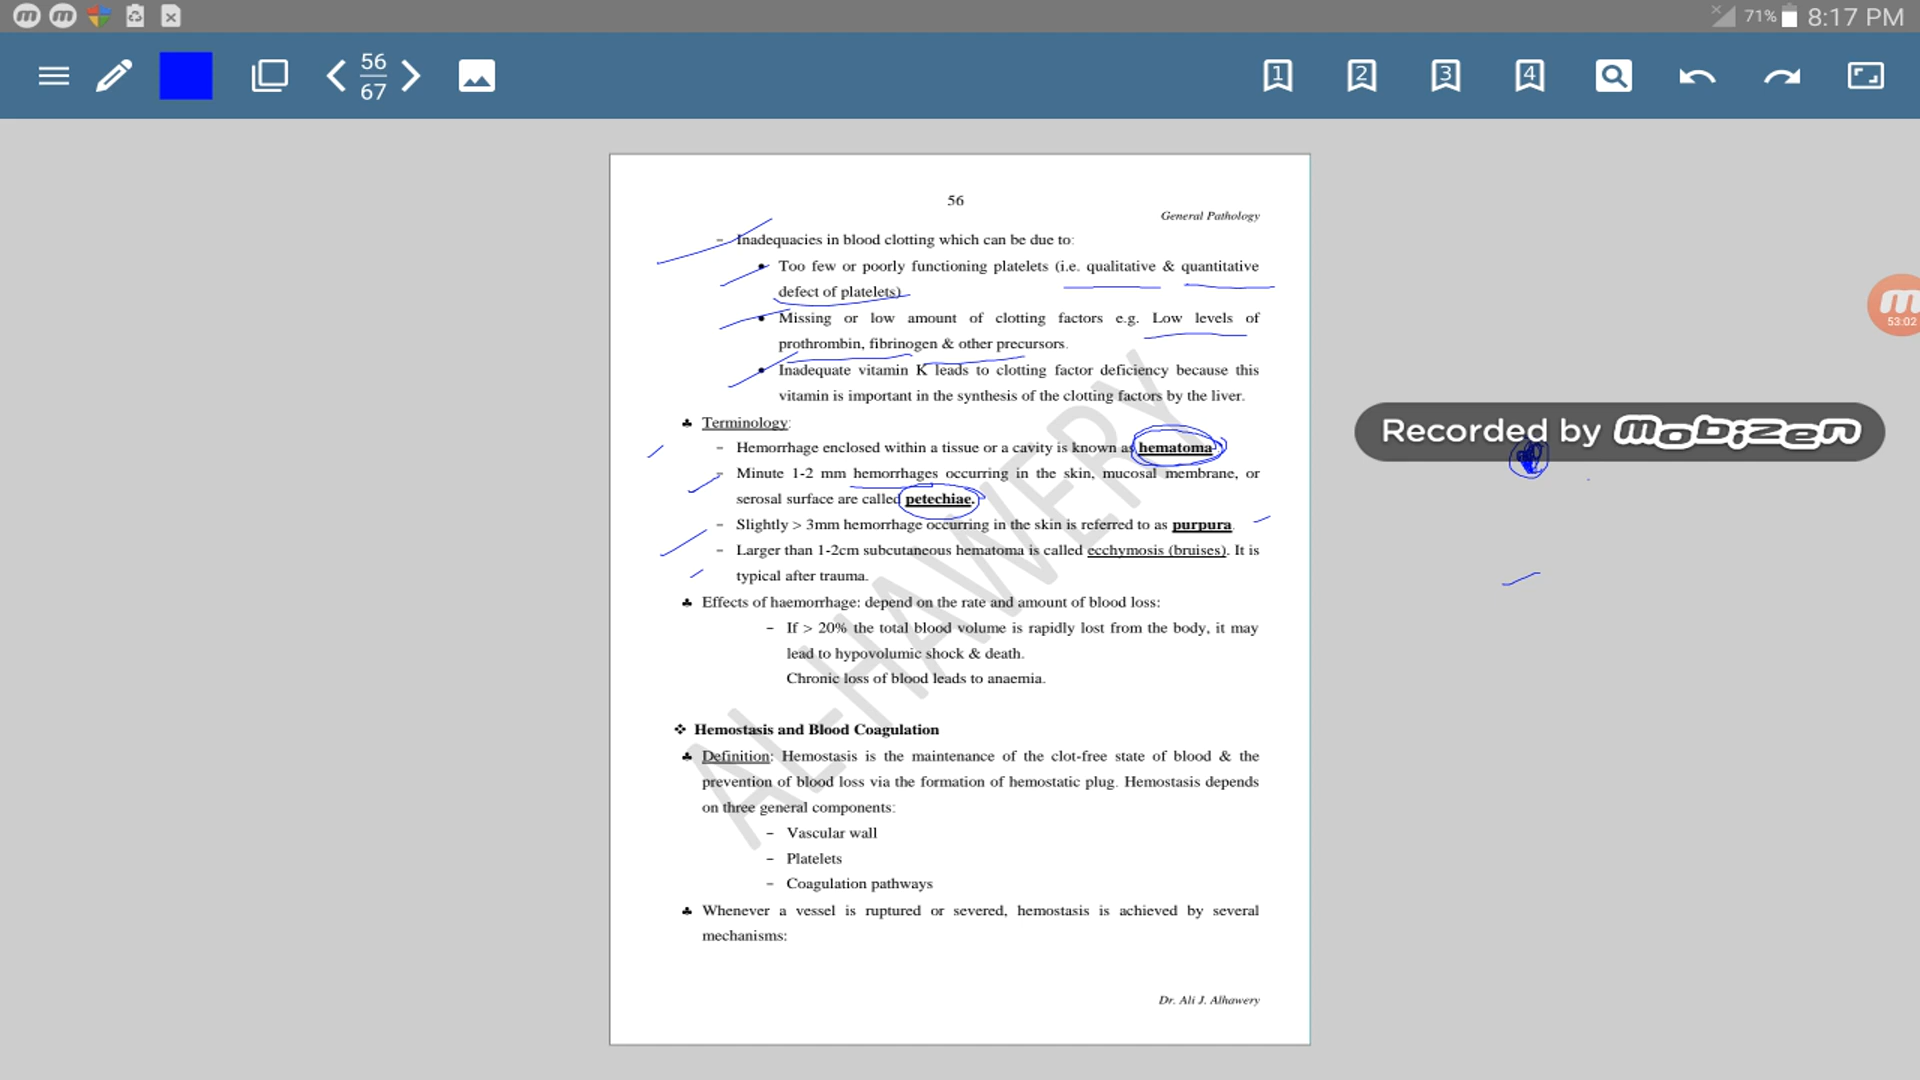 71% 8:17 PM
56
67
1 2 3 4
56
General Pathology
- Inadequacies in blood clotting which can be due to:
• Too few or poorly functioning platelets (i.e. qualitative & quantitative
defect of platelets)
• Missing or low amount of clotting factors e.g. Low levels of
prothrombin, fibrinogen & other precursors.
• Inadequate vitamin K leads to clotting factor deficiency because this
vitamin is important in the synthesis of the clotting factors by the liver.
♣ Terminology:
- Hemorrhage enclosed within a tissue or a cavity is known as hematoma.
- Minute 1-2 mm hemorrhages occurring in the skin, mucosal membrane, or
serosal surface are called petechiae.
- Slightly > 3mm hemorrhage occurring in the skin is referred to as purpura.
- Larger than 1-2cm subcutaneous hematoma is called ecchymosis (bruises). It is
typical after trauma.
♣ Effects of haemorrhage: depend on the rate and amount of blood loss:
- If > 20% the total blood volume is rapidly lost from the body, it may
lead to hypovolumic shock & death.
Chronic loss of blood leads to anaemia.
❖ Hemostasis and Blood Coagulation
♣ Definition: Hemostasis is the maintenance of the clot-free state of blood & the
prevention of blood loss via the formation of hemostatic plug. Hemostasis depends
on three general components:
- Vascular wall
- Platelets
- Coagulation pathways
♣ Whenever a vessel is ruptured or severed, hemostasis is achieved by several
mechanisms:
Dr. Ali J. Alhawery
AL-HAWERY
53:02
Recorded by mobizen